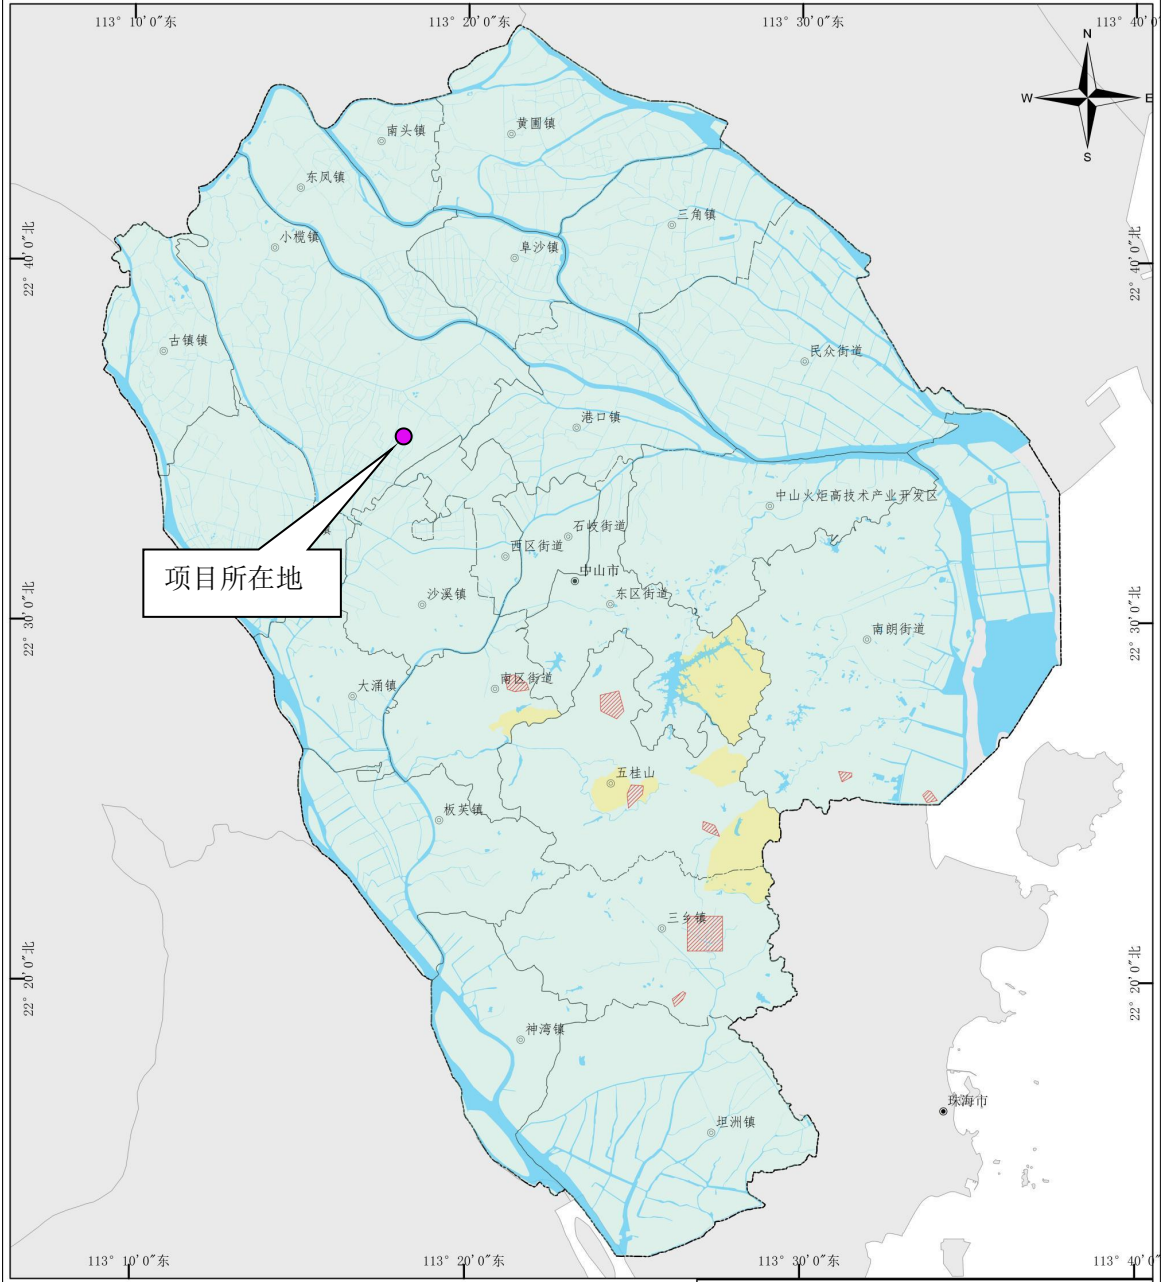 113° 10′0″东
113° 20′0″东
113° 30′0″东
113° 40′0″
N
W
E
S
南头镇
黄圃镇
东凤镇
三角镇
小榄镇
阜沙镇
22° 40′0″北
22° 40′0″北
古镇镇
民众街道
港口镇
中山火炬高技术产业开发区
石岐街道
镇
西区街道
项目所在地
中山市
沙溪镇
东区街道
22° 30′0″北
22° 30′0″北
南朗街道
大涌镇
南区街道
五桂山
板芙镇
三乡镇
22° 20′0″北
22° 20′0″北
神湾镇
珠海市
坦洲镇
113° 10′0″东
113° 20′0″东
113° 30′0″东
113° 40′0″东